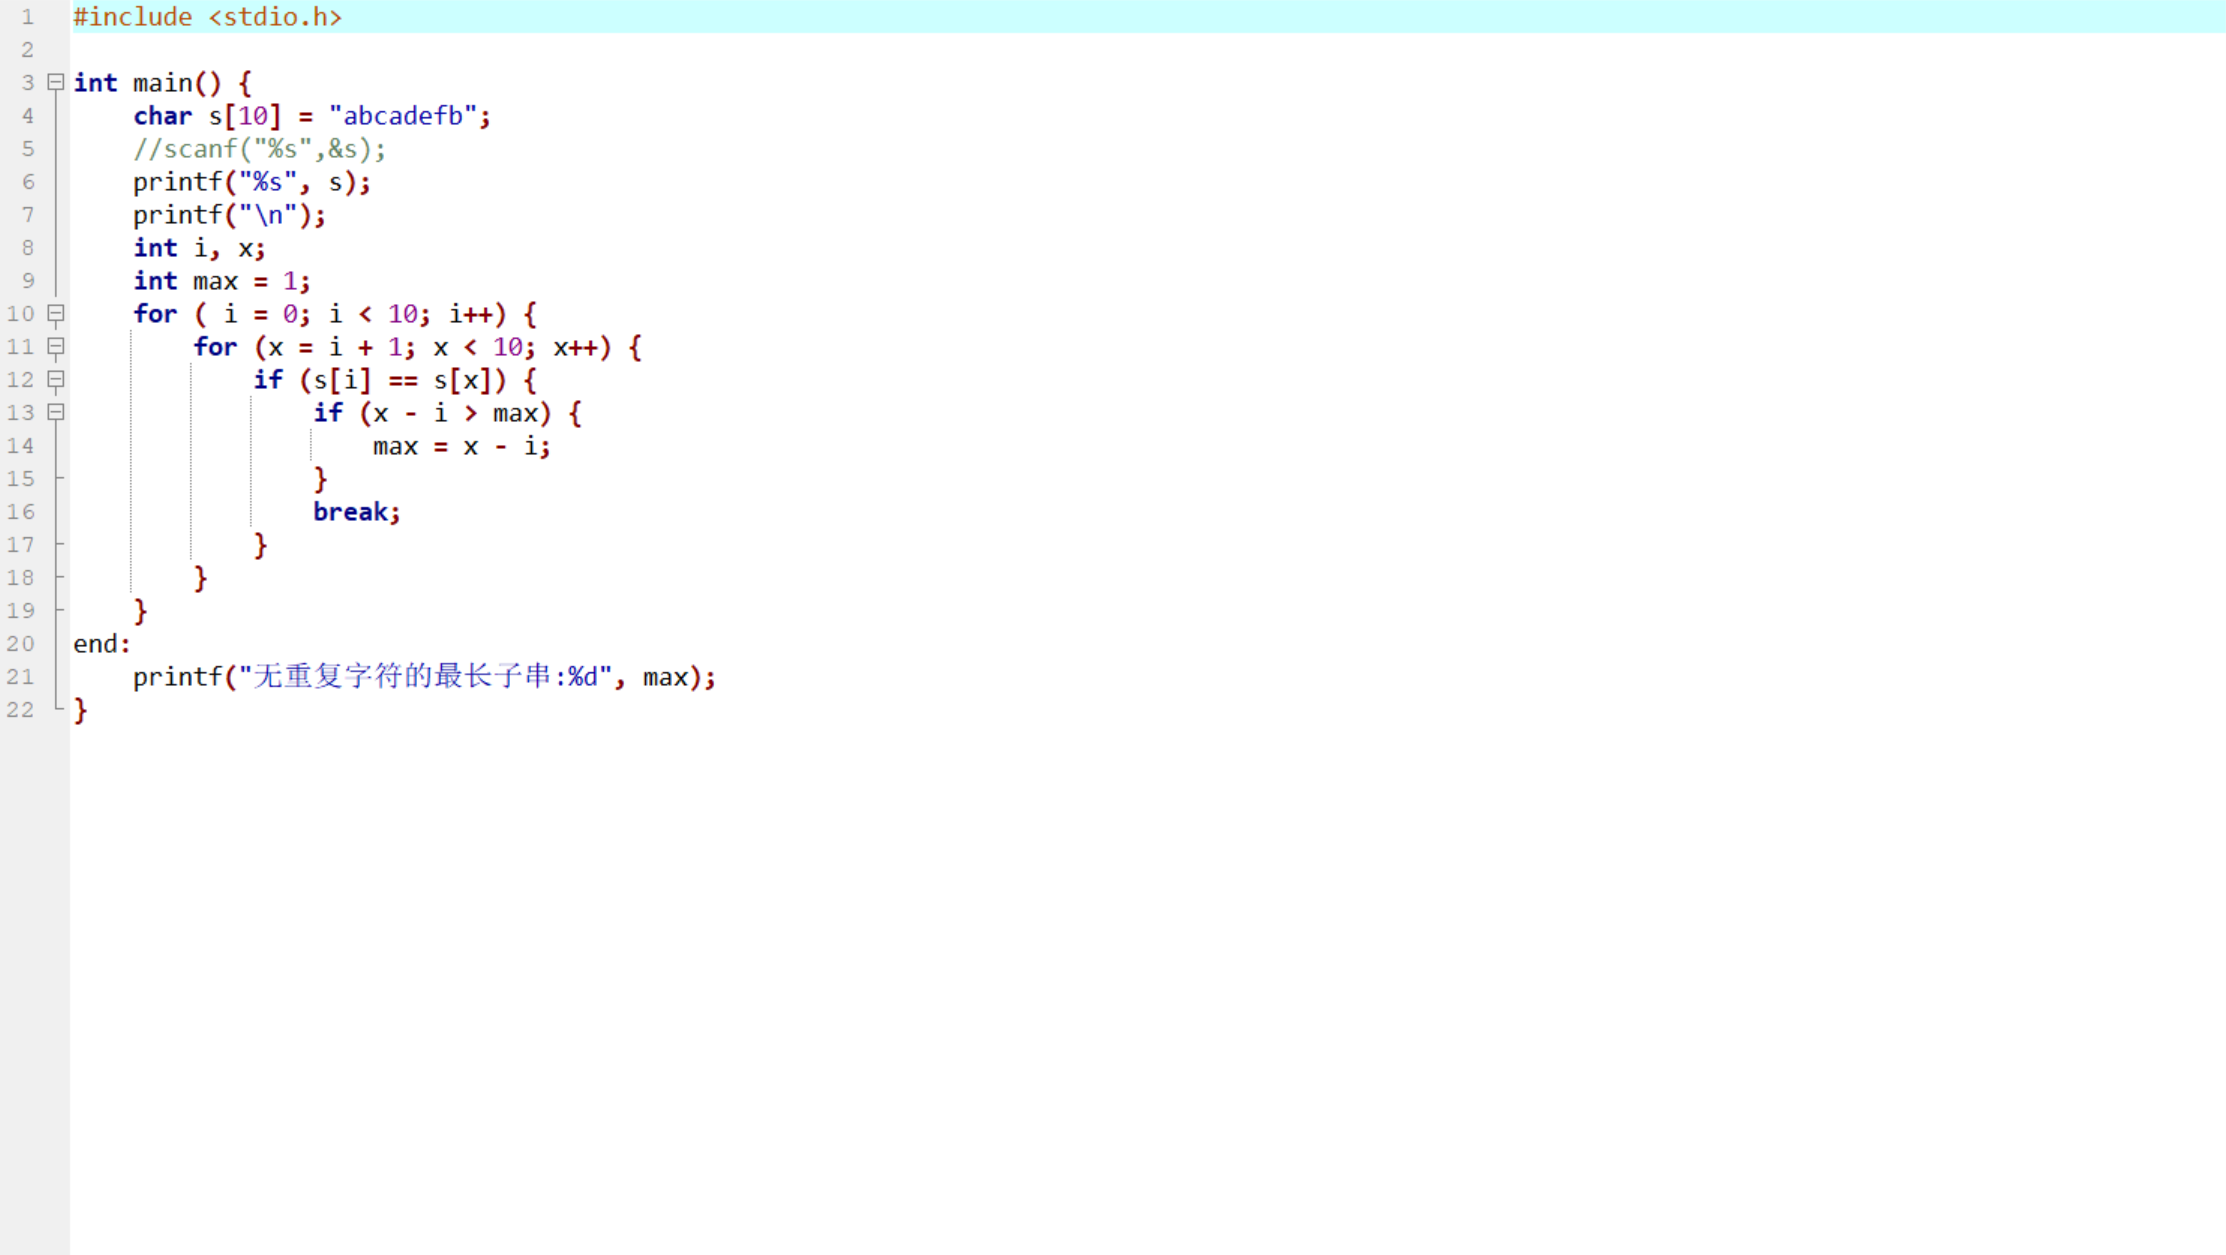 1 #include <stdio.h>
2
3 int main() {
4     char s[10] = "abcadefb";
5     //scanf("%s",&s);
6     printf("%s", s);
7     printf("\n");
8     int i, x;
9     int max = 1;
10     for ( i = 0; i < 10; i++) {
11         for (x = i + 1; x < 10; x++) {
12             if (s[i] == s[x]) {
13                 if (x - i > max) {
14                     max = x - i;
15                 }
16                 break;
17             }
18         }
19     }
20 end:
21     printf("无重复字符的最长子串:%d", max);
22 }